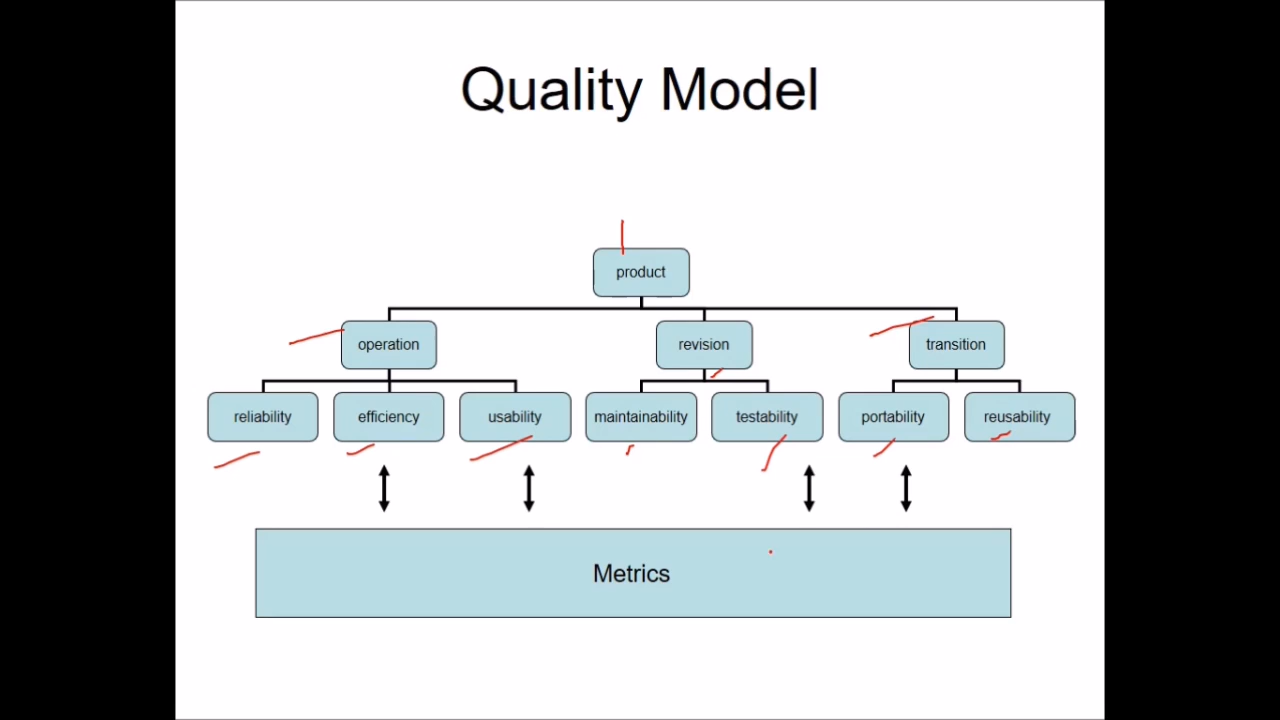 Quality Model
product
operation
revision
transition
reliability
efficiency
usability
maintainability
testability
portability
reusability
Metrics